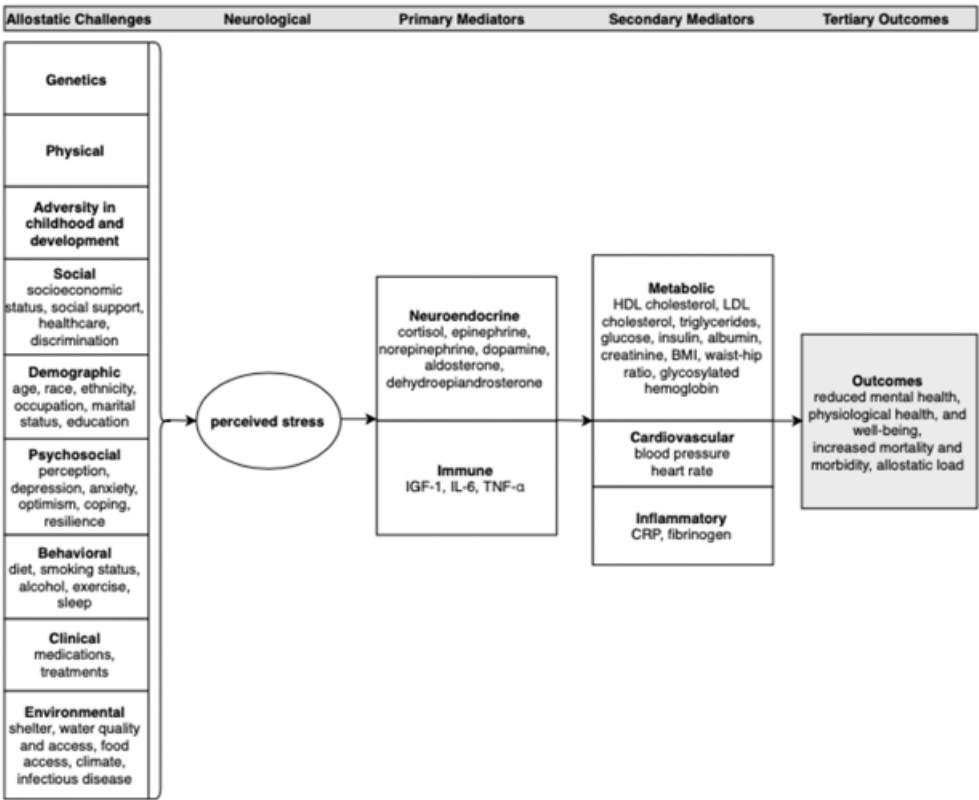 Allostatic Challenges Neurological Primary Mediators Secondary Mediators Tertiary Outcomes
Genetics
Physical
Adversity in
childhood and
development
Social
socioeconomic
status, social support,
healthcare,
discrimination
Demographic
age, race, ethnicity,
occupation, marital
status, education
Psychosocial
perception,
depression, anxiety,
optimism, coping,
resilience
Behavioral
diet, smoking status,
alcohol, exercise,
sleep
Clinical
medications,
treatments
Environmental
shelter, water quality
and access, food
access, climate,
infectious disease
perceived stress
Neuroendocrine
cortisol, epinephrine,
norepinephrine, dopamine,
aldosterone,
dehydroepiandrosterone
Immune
IGF-1, IL-6, TNF-α
Metabolic
HDL cholesterol, LDL
cholesterol, triglycerides,
glucose, insulin, albumin,
creatinine, BMI, waist-hip
ratio, glycosylated
hemoglobin
Cardiovascular
blood pressure
heart rate
Inflammatory
CRP, fibrinogen
Outcomes
reduced mental health,
physiological health, and
well-being,
increased mortality and
morbidity, allostatic load